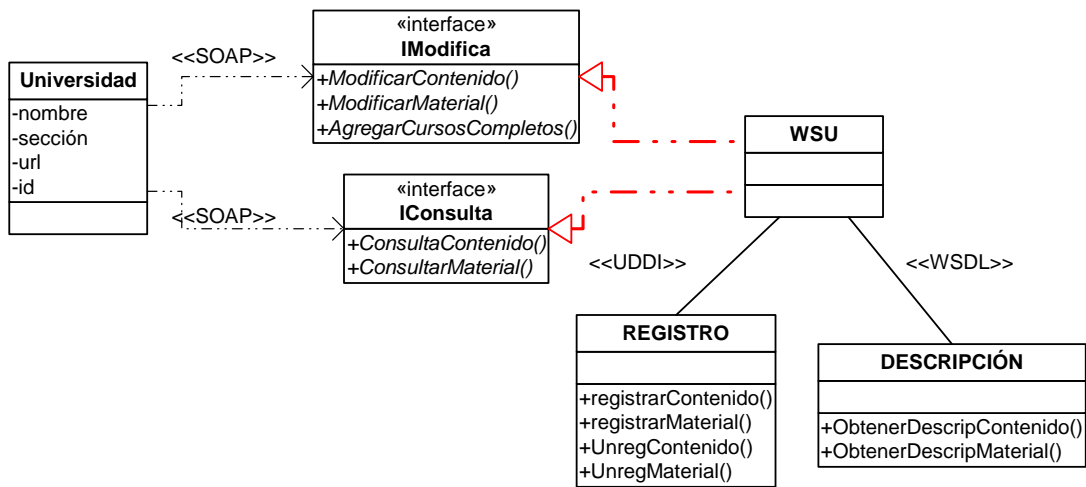 «interface»
IModifica
+ModificarContenido()
+ModificarMaterial()
+AgregarCursosCompletos()
<<SOAP>>
Universidad
-nombre
-sección
-url
-id
<<SOAP>>
«interface»
IConsulta
+ConsultaContenido()
+ConsultarMaterial()
WSU
<<UDDI>>
<<WSDL>>
REGISTRO
+registrarContenido()
+registrarMaterial()
+UnregContenido()
+UnregMaterial()
DESCRIPCIÓN
+ObtenerDescripContenido()
+ObtenerDescripMaterial()